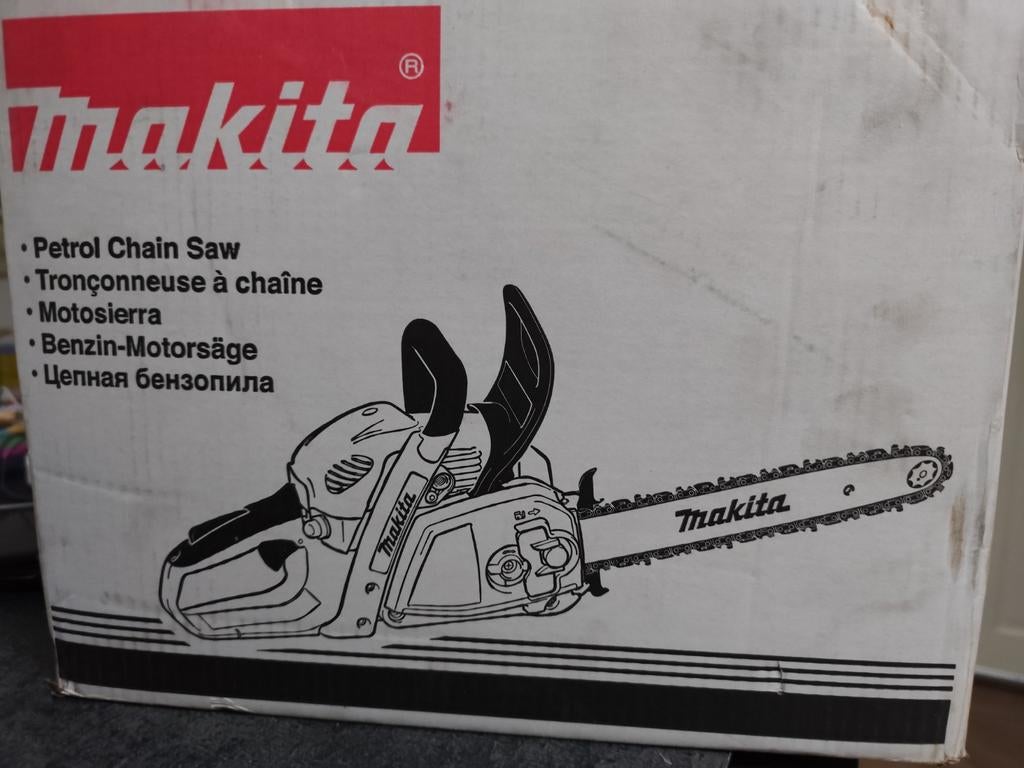 makita®
• Petrol Chain Saw
• Tronçonneuse à chaîne
• Motosierra
• Benzin-Motorsäge
• Цепная бензопила
makita
makita